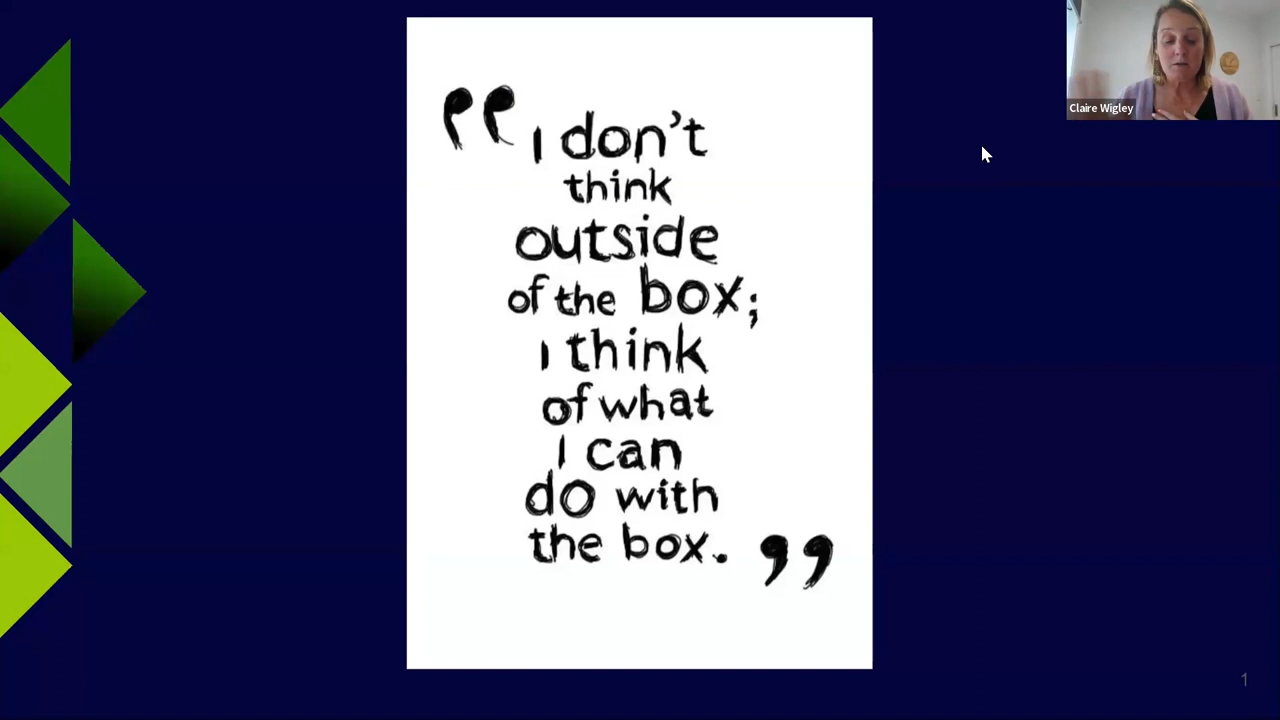 Claire Wigley
“I don't
think
outside
of the box;
I think
of what
I can
do with
the box.”
1